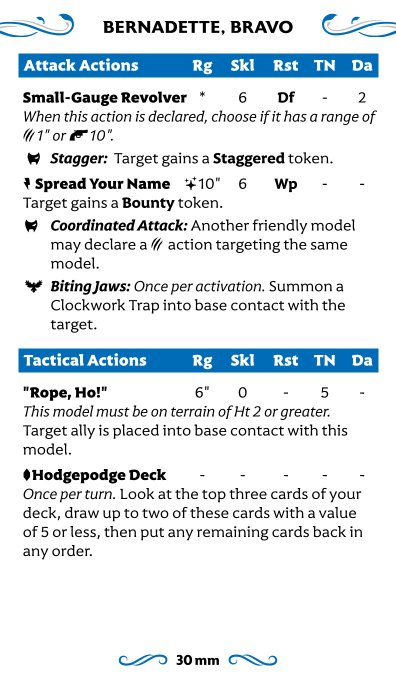 BERNADETTE, BRAVO
Attack Actions Rg Skl Rst TN Da
Small-Gauge Revolver * 6 Df - 2
When this action is declared, choose if it has a range of
1" or 10".
Stagger: Target gains a Staggered token.
Spread Your Name 10" 6 Wp - -
Target gains a Bounty token.
Coordinated Attack: Another friendly model
may declare a action targeting the same
model.
Biting Jaws: Once per activation. Summon a
Clockwork Trap into base contact with the
target.
Tactical Actions Rg Skl Rst TN Da
"Rope, Ho!" 6" 0 - 5 -
This model must be on terrain of Ht 2 or greater.
Target ally is placed into base contact with this
model.
Hodgepodge Deck - - - - -
Once per turn. Look at the top three cards of your
deck, draw up to two of these cards with a value
of 5 or less, then put any remaining cards back in
any order.
30 mm